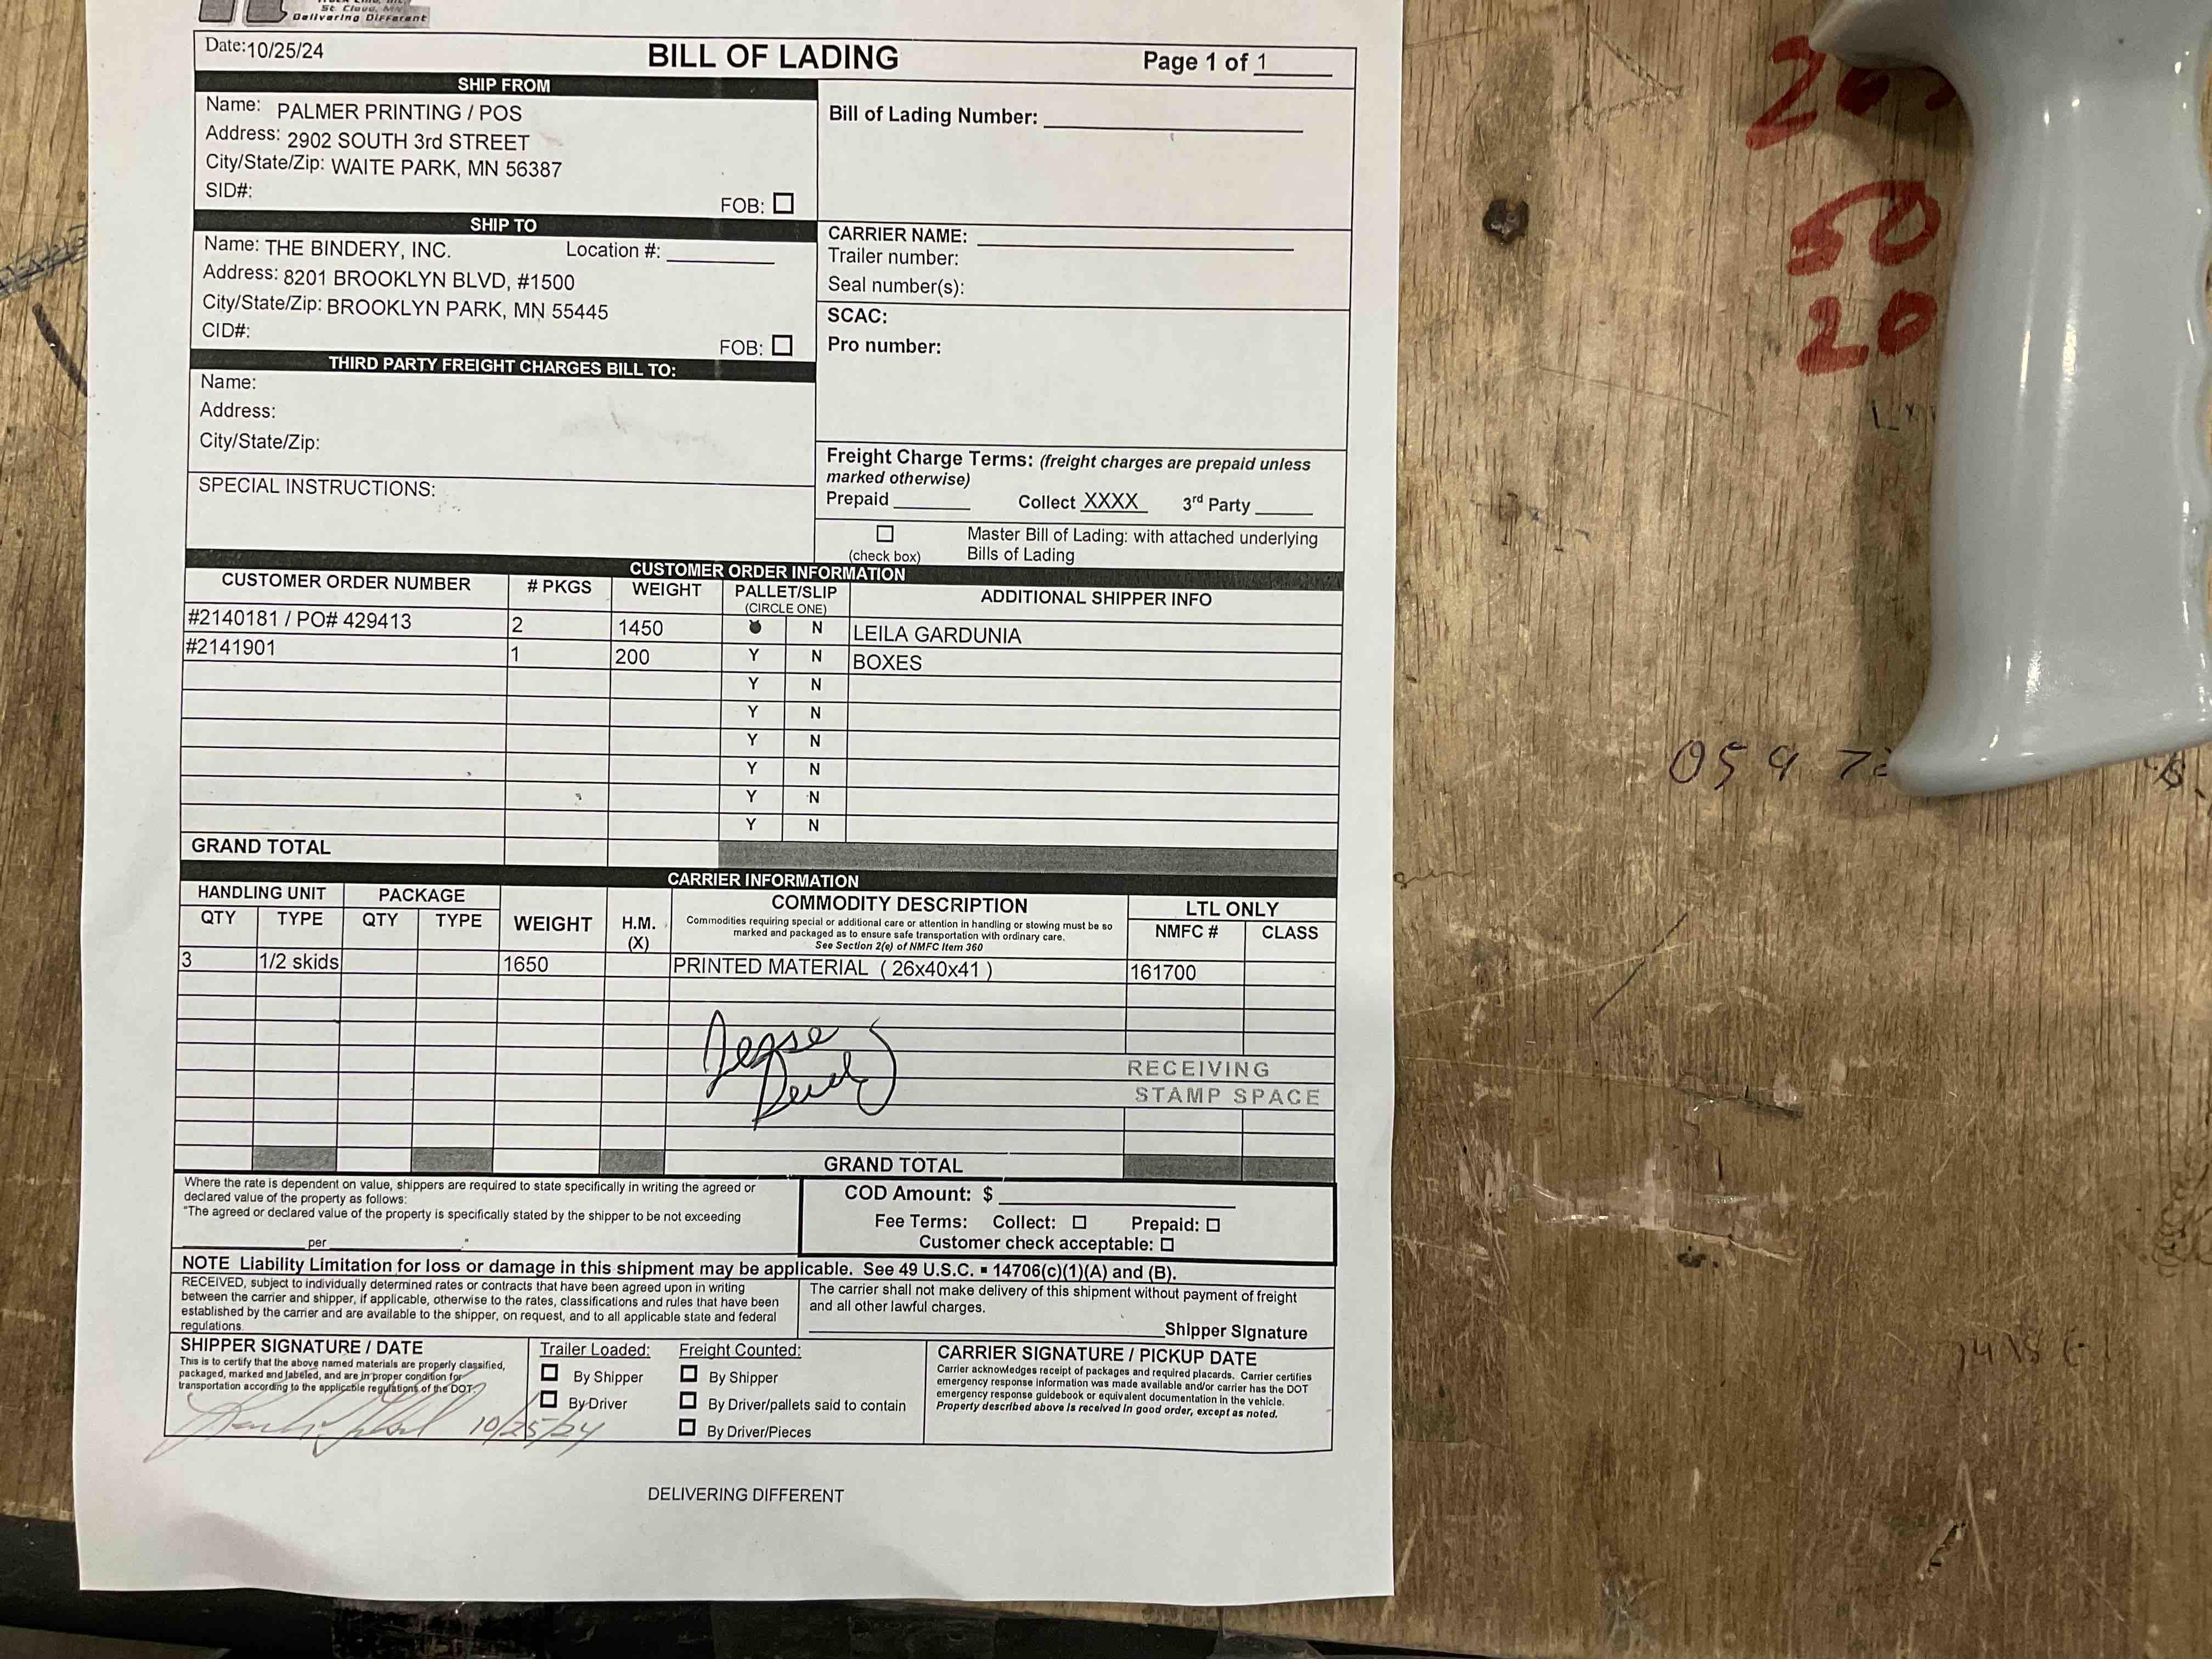 St. Cloud, MN
Delivering Different
Date:10/25/24
BILL OF LADING
Page 1 of 1
SHIP FROM
Name: PALMER PRINTING / POS
Address: 2902 SOUTH 3rd STREET
City/State/Zip: WAITE PARK, MN 56387
SID#:
FOB:
Bill of Lading Number:
SHIP TO
Name: THE BINDERY, INC. Location #:
Address: 8201 BROOKLYN BLVD, #1500
City/State/Zip: BROOKLYN PARK, MN 55445
CID#:
FOB:
CARRIER NAME:
Trailer number:
Seal number(s):
SCAC:
Pro number:
THIRD PARTY FREIGHT CHARGES BILL TO:
Name:
Address:
City/State/Zip:
SPECIAL INSTRUCTIONS:
Freight Charge Terms: (freight charges are prepaid unless
marked otherwise)
Prepaid Collect XXXX 3rd Party
(check box)
Master Bill of Lading: with attached underlying
Bills of Lading
CUSTOMER ORDER INFORMATION
CUSTOMER ORDER NUMBER # PKGS WEIGHT PALLET/SLIP ADDITIONAL SHIPPER INFO
(CIRCLE ONE)
#2140181 / PO# 429413 2 1450 N LEILA GARDUNIA
#2141901 1 200 Y N BOXES
Y N
Y N
Y N
Y N
Y N
Y N
GRAND TOTAL
CARRIER INFORMATION
HANDLING UNIT PACKAGE COMMODITY DESCRIPTION LTL ONLY
QTY TYPE QTY TYPE WEIGHT H.M. (X) NMFC # CLASS
Commodities requiring special or additional care or attention in handling or stowing must be so
marked and packaged as to ensure safe transportation with ordinary care.
See Section 2(e) of NMFC Item 360
3 1/2 skids 1650 PRINTED MATERIAL ( 26x40x41 ) 161700
Jesse
RECEIVING
STAMP SPACE
GRAND TOTAL
Where the rate is dependent on value, shippers are required to state specifically in writing the agreed or
declared value of the property as follows:
"The agreed or declared value of the property is specifically stated by the shipper to be not exceeding
per ."
COD Amount: $
Fee Terms: Collect: Prepaid:
Customer check acceptable:
NOTE Liability Limitation for loss or damage in this shipment may be applicable. See 49 U.S.C. ▪ 14706(c)(1)(A) and (B).
RECEIVED, subject to individually determined rates or contracts that have been agreed upon in writing
between the carrier and shipper, if applicable, otherwise to the rates, classifications and rules that have been
established by the carrier and are available to the shipper, on request, and to all applicable state and federal
regulations.
The carrier shall not make delivery of this shipment without payment of freight
and all other lawful charges.
Shipper Signature
SHIPPER SIGNATURE / DATE
This is to certify that the above named materials are properly classified,
packaged, marked and labeled, and are in proper condition for
transportation according to the applicable regulations of the DOT
10/25/24
Trailer Loaded:
By Shipper
By Driver
Freight Counted:
By Shipper
By Driver/pallets said to contain
By Driver/Pieces
CARRIER SIGNATURE / PICKUP DATE
Carrier acknowledges receipt of packages and required placards. Carrier certifies
emergency response information was made available and/or carrier has the DOT
emergency response guidebook or equivalent documentation in the vehicle.
Property described above is received in good order, except as noted.
DELIVERING DIFFERENT
50
20